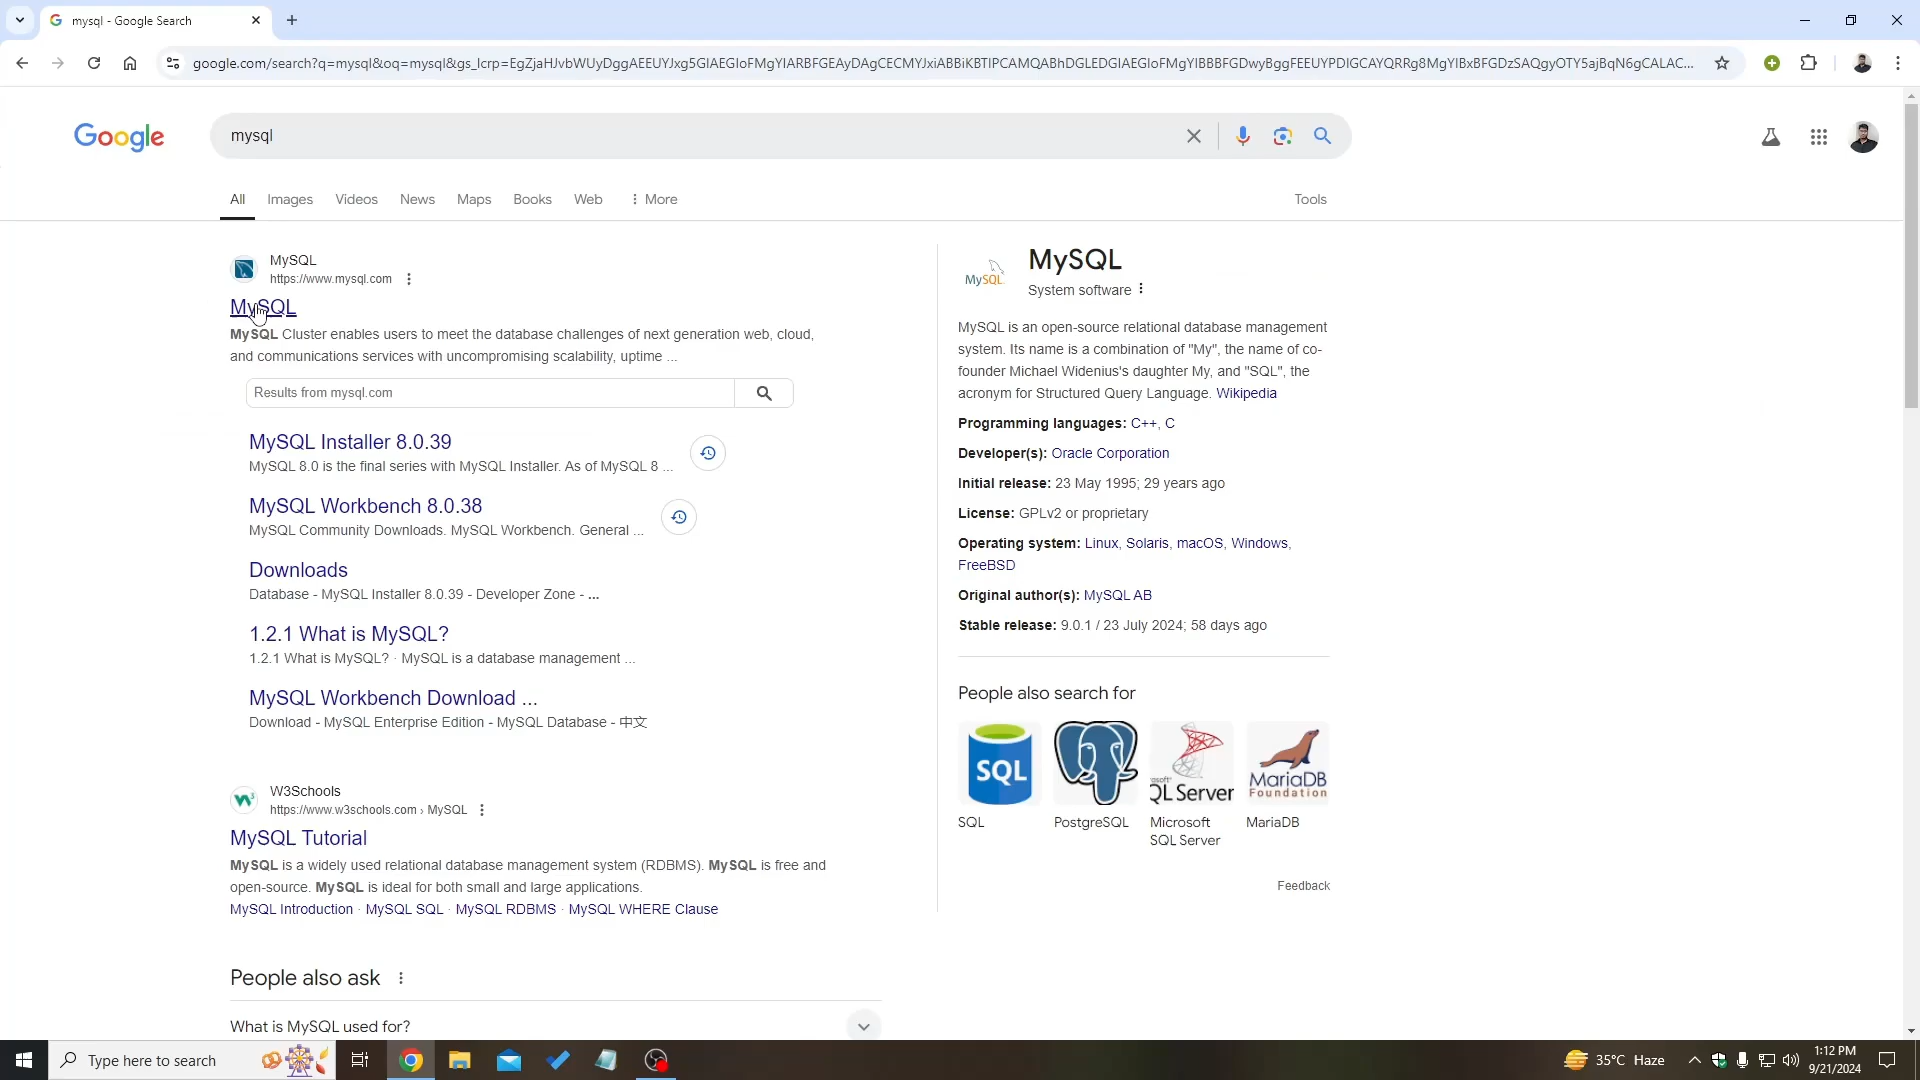 mysql - Google Search
google.com/search?q=mysql&oq=mysql&gs_lcrp=EgZjaHJvbWUyDggAEEUYJxg5GIAEGIoFMgYIARBFGEAyDAgCECMYJxiABBiKBTIPCAMQABhDGLEDGIAEGIoFMgYIBBBFGDwyBggFEEUYPDIGCAYQRRg8MgYIBxBFGDzSAQgyOTY5ajBqN6gCALAC...
Google
mysql
All
Images
Videos
News
Maps
Books
Web
More
Tools
MySQL
https://www.mysql.com
MySQL
MySQL Cluster enables users to meet the database challenges of next generation web, cloud,
and communications services with uncompromising scalability, uptime ...
Results from mysql.com
MySQL Installer 8.0.39
MySQL 8.0 is the final series with MySQL Installer. As of MySQL 8 ...
MySQL Workbench 8.0.38
MySQL Community Downloads. MySQL Workbench. General ...
Downloads
Database - MySQL Installer 8.0.39 - Developer Zone - ...
1.2.1 What is MySQL?
1.2.1 What is MySQL? · MySQL is a database management ...
MySQL Workbench Download ...
Download - MySQL Enterprise Edition - MySQL Database - 中文
W3Schools
https://www.w3schools.com › MySQL
MySQL Tutorial
MySQL is a widely used relational database management system (RDBMS). MySQL is free and
open-source. MySQL is ideal for both small and large applications.
MySQL Introduction · MySQL SQL · MySQL RDBMS · MySQL WHERE Clause
People also ask
What is MySQL used for?
MySQL
MySQL
System software
MySQL is an open-source relational database management
system. Its name is a combination of "My", the name of co-
founder Michael Widenius's daughter My, and "SQL", the
acronym for Structured Query Language. Wikipedia
Programming languages: C++, C
Developer(s): Oracle Corporation
Initial release: 23 May 1995; 29 years ago
License: GPLv2 or proprietary
Operating system: Linux, Solaris, macOS, Windows,
FreeBSD
Original author(s): MySQL AB
Stable release: 9.0.1 / 23 July 2024; 58 days ago
People also search for
SQL
QL Server
MariaDB
FOUNDATION
SQL
PostgreSQL
Microsoft
SQL Server
MariaDB
Feedback
Type here to search
35°C Haze
1:12 PM
9/21/2024